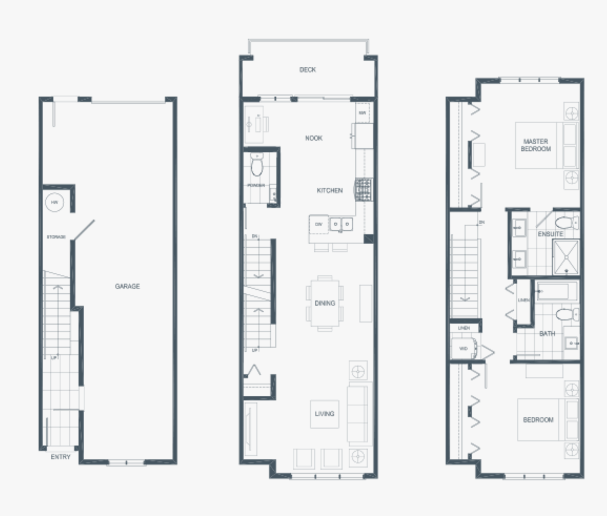 HW
STORAGE
GARAGE
UP
ENTRY
DECK
NOOK
POWDER
KITCHEN
DW
DN
DINING
UP
LIVING
MASTER
BEDROOM
DN
ENSUITE
LINEN
LINEN
BATH
W/D
BEDROOM